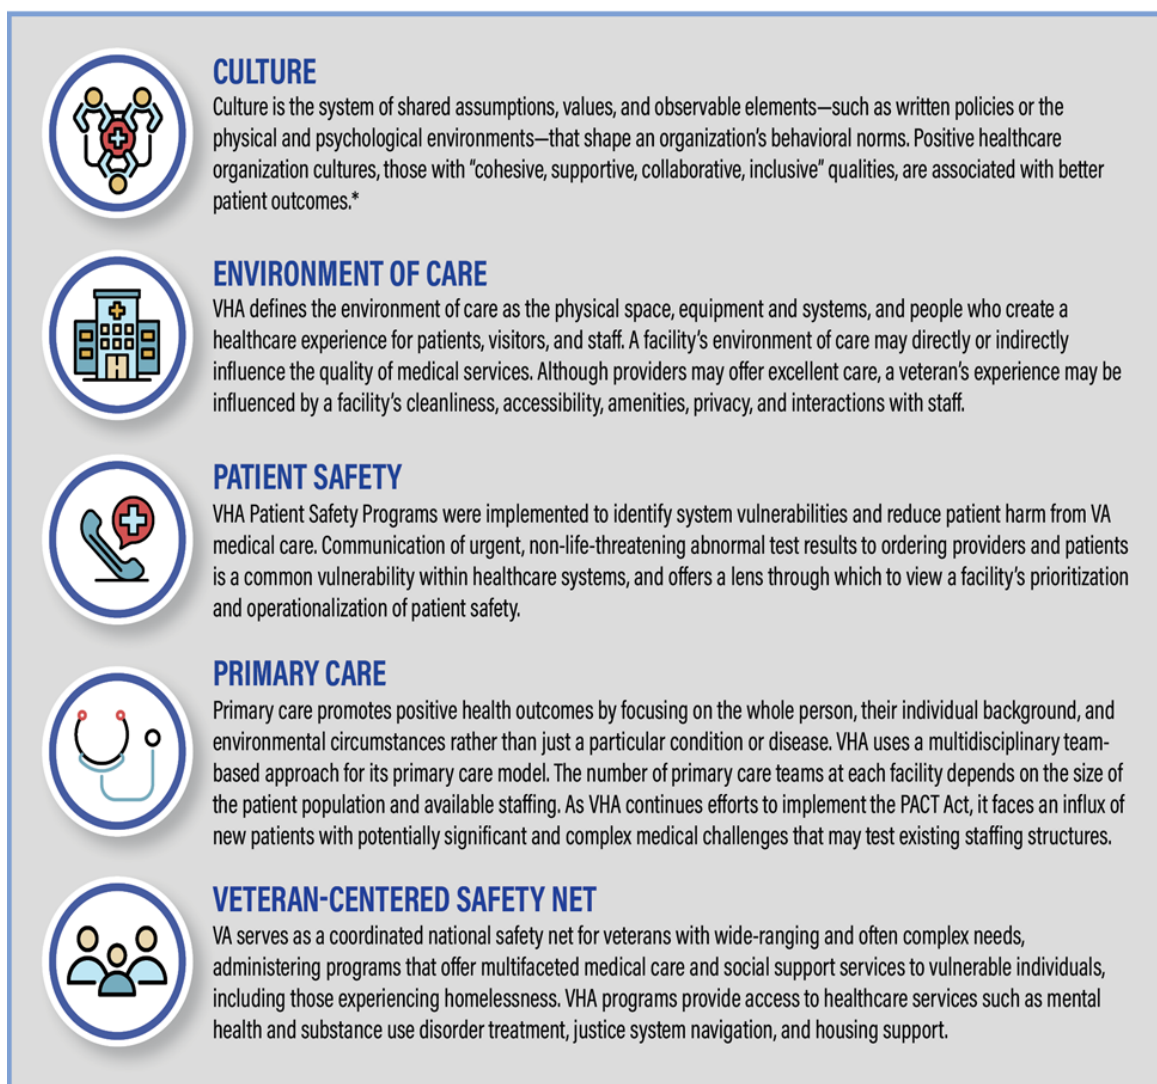 CULTURE
Culture is the system of shared assumptions, values, and observable elements—such as written policies or the
physical and psychological environments—that shape an organization’s behavioral norms. Positive healthcare
organization cultures, those with “cohesive, supportive, collaborative, inclusive” qualities, are associated with better
patient outcomes.*
ENVIRONMENT OF CARE
VHA defines the environment of care as the physical space, equipment and systems, and people who create a
healthcare experience for patients, visitors, and staff. A facility’s environment of care may directly or indirectly
influence the quality of medical services. Although providers may offer excellent care, a veteran’s experience may be
influenced by a facility’s cleanliness, accessibility, amenities, privacy, and interactions with staff.
PATIENT SAFETY
VHA Patient Safety Programs were implemented to identify system vulnerabilities and reduce patient harm from VA
medical care. Communication of urgent, non-life-threatening abnormal test results to ordering providers and patients
is a common vulnerability within healthcare systems, and offers a lens through which to view a facility’s prioritization
and operationalization of patient safety.
PRIMARY CARE
Primary care promotes positive health outcomes by focusing on the whole person, their individual background, and
environmental circumstances rather than just a particular condition or disease. VHA uses a multidisciplinary team-
based approach for its primary care model. The number of primary care teams at each facility depends on the size of
the patient population and available staffing. As VHA continues efforts to implement the PACT Act, it faces an influx of
new patients with potentially significant and complex medical challenges that may test existing staffing structures.
VETERAN-CENTERED SAFETY NET
VA serves as a coordinated national safety net for veterans with wide-ranging and often complex needs,
administering programs that offer multifaceted medical care and social support services to vulnerable individuals,
including those experiencing homelessness. VHA programs provide access to healthcare services such as mental
health and substance use disorder treatment, justice system navigation, and housing support.